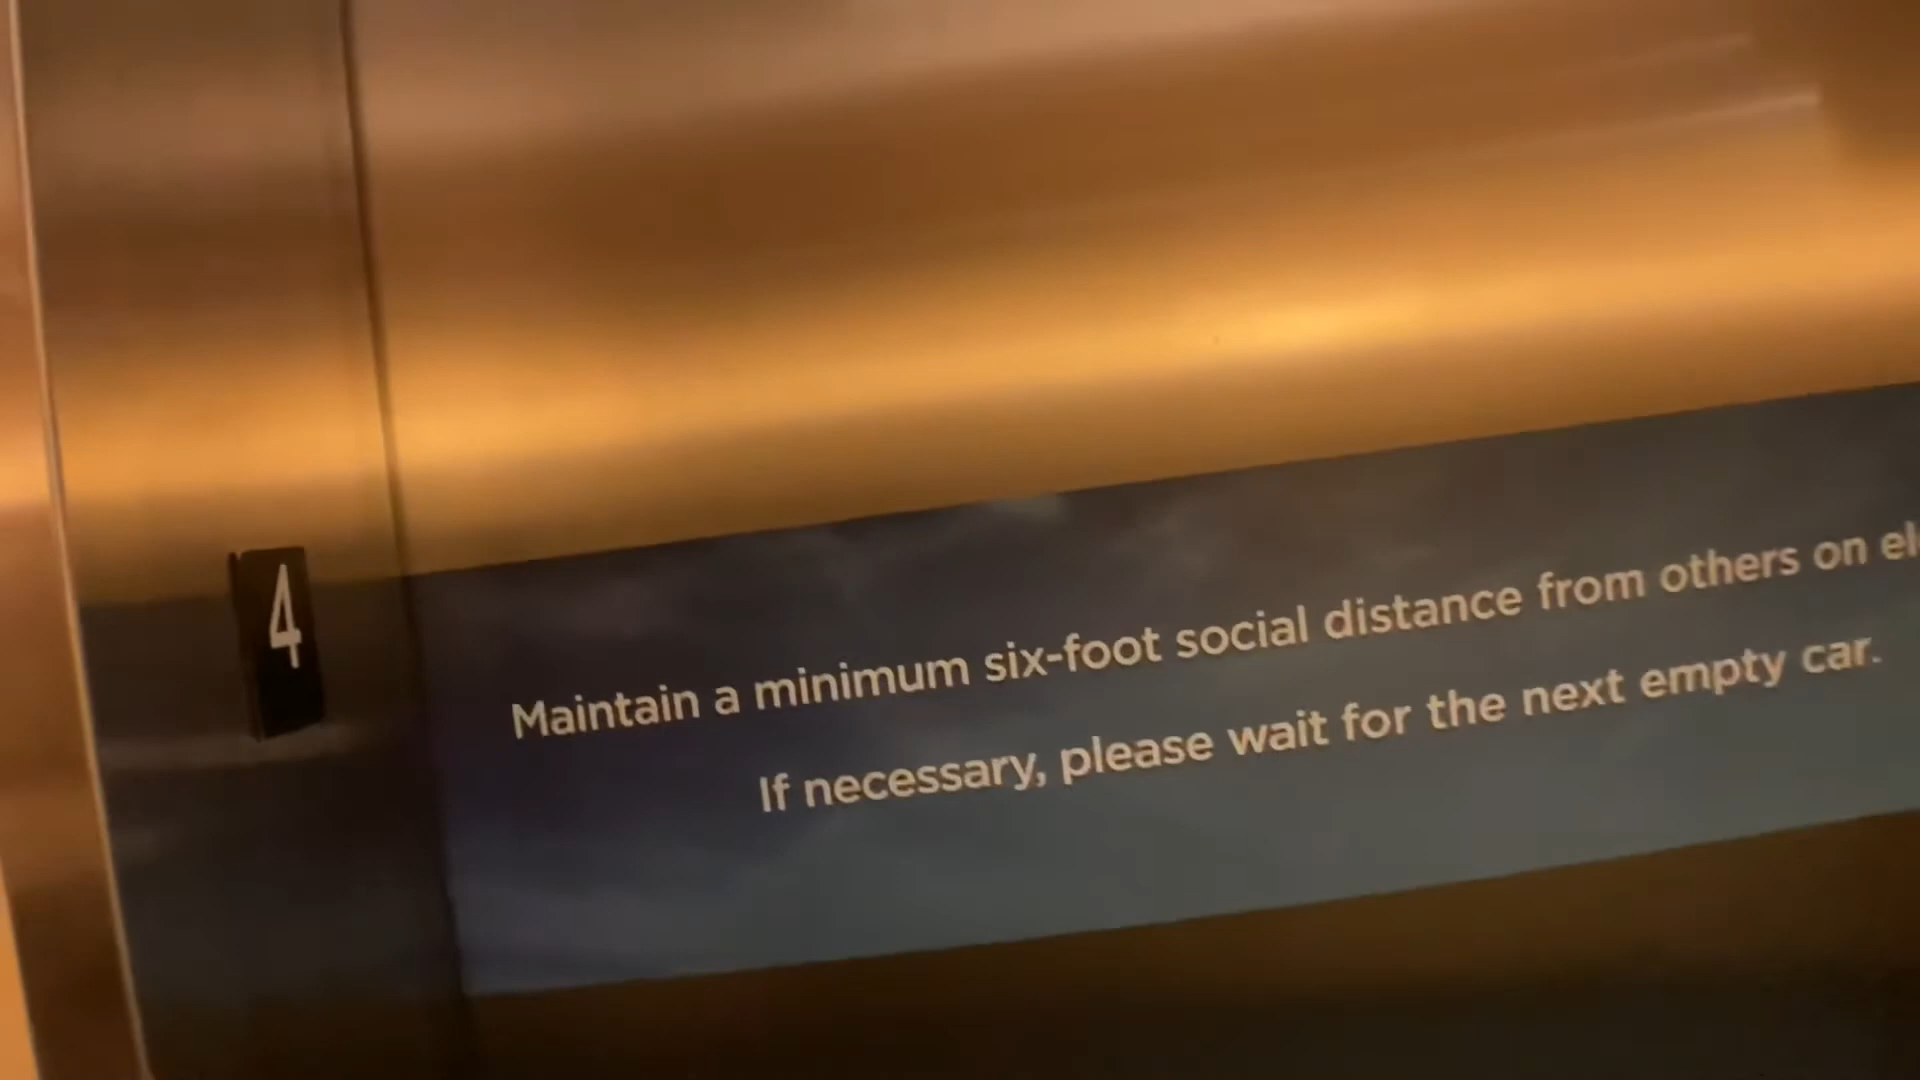 4
Maintain a minimum six-foot social distance from others on
If necessary, please wait for the next empty car.